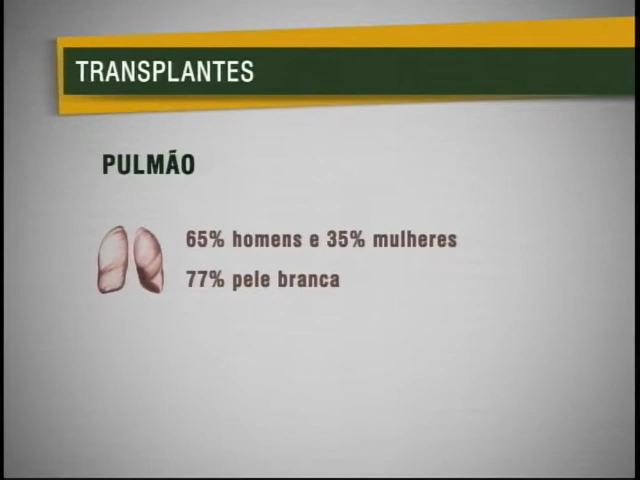 TRANSPLANTES
PULMÃO
65% homens e 35% mulheres
77% pele branca